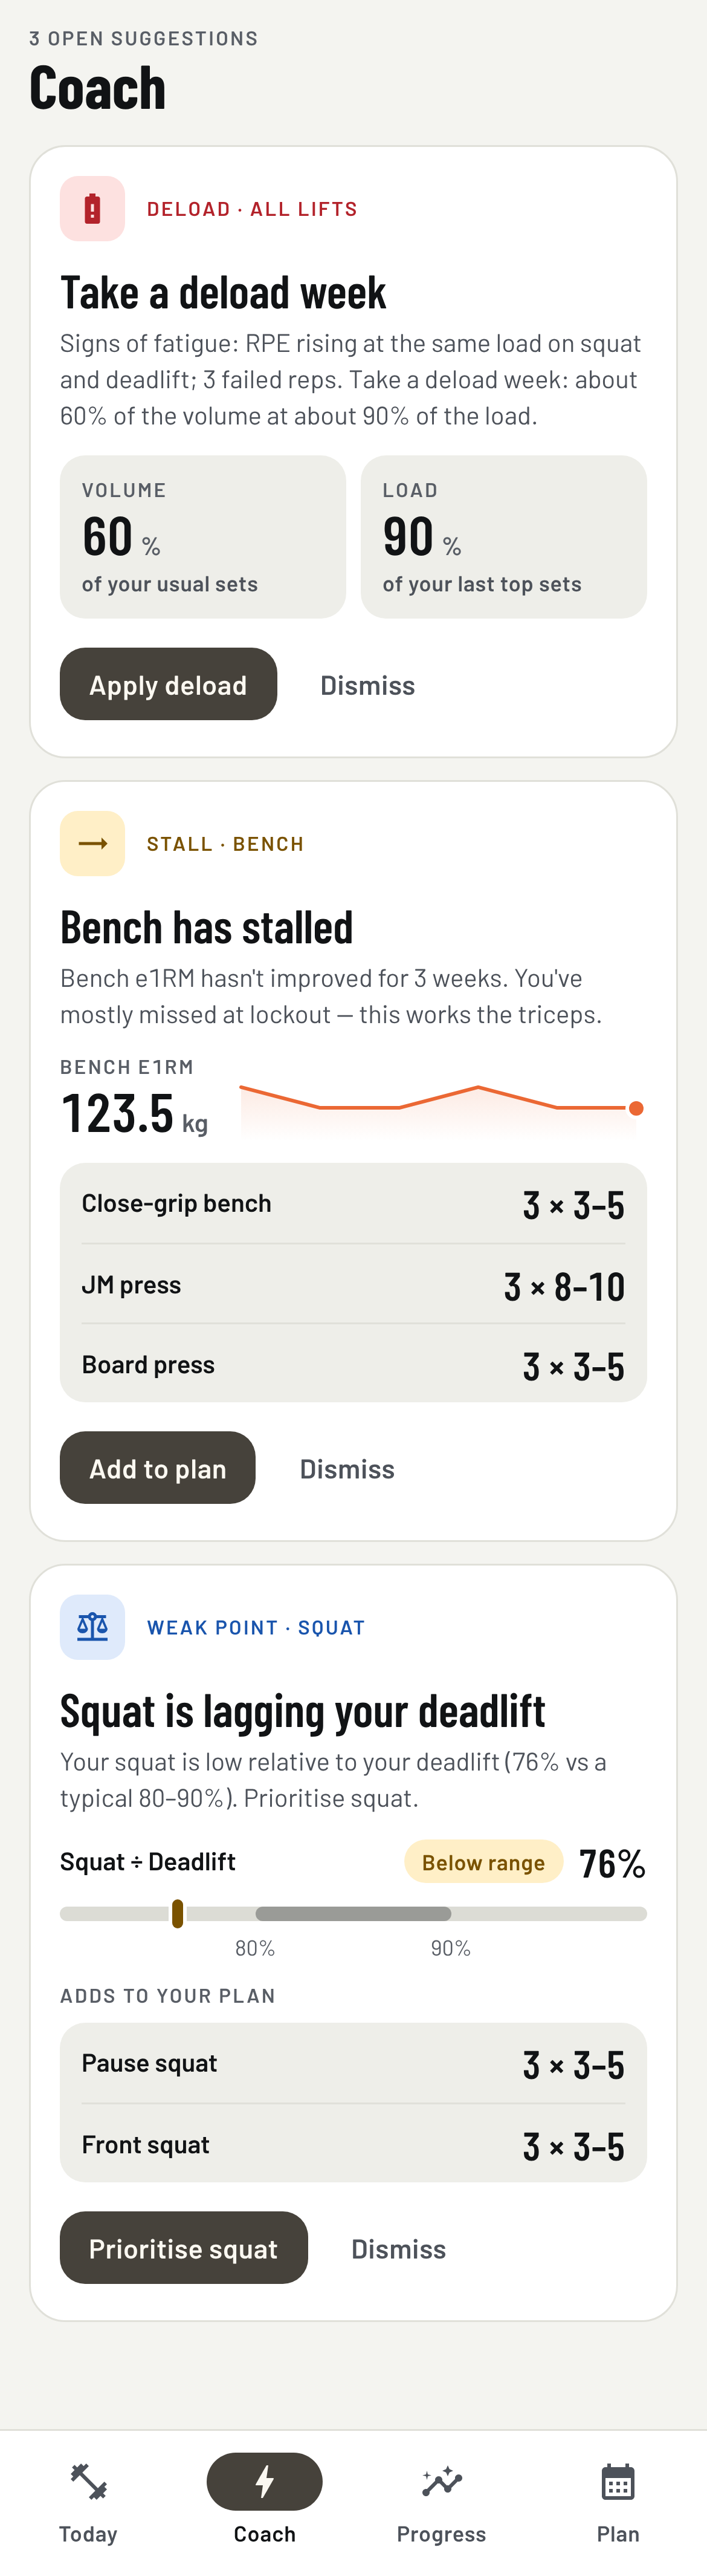 3 OPEN SUGGESTIONS
Coach
DELOAD · ALL LIFTS
Take a deload week
Signs of fatigue: RPE rising at the same load on squat
and deadlift; 3 failed reps. Take a deload week: about
60% of the volume at about 90% of the load.
VOLUME
60 %
of your usual sets
LOAD
90 %
of your last top sets
Apply deload
Dismiss
STALL · BENCH
Bench has stalled
Bench e1RM hasn't improved for 3 weeks. You've
mostly missed at lockout — this works the triceps.
BENCH E1RM
123.5 kg
Close-grip bench 3 × 3–5
JM press 3 × 8–10
Board press 3 × 3–5
Add to plan
Dismiss
WEAK POINT · SQUAT
Squat is lagging your deadlift
Your squat is low relative to your deadlift (76% vs a
typical 80–90%). Prioritise squat.
Squat ÷ Deadlift Below range 76%
80% 90%
ADDS TO YOUR PLAN
Pause squat 3 × 3–5
Front squat 3 × 3–5
Prioritise squat
Dismiss
Today
Coach
Progress
Plan